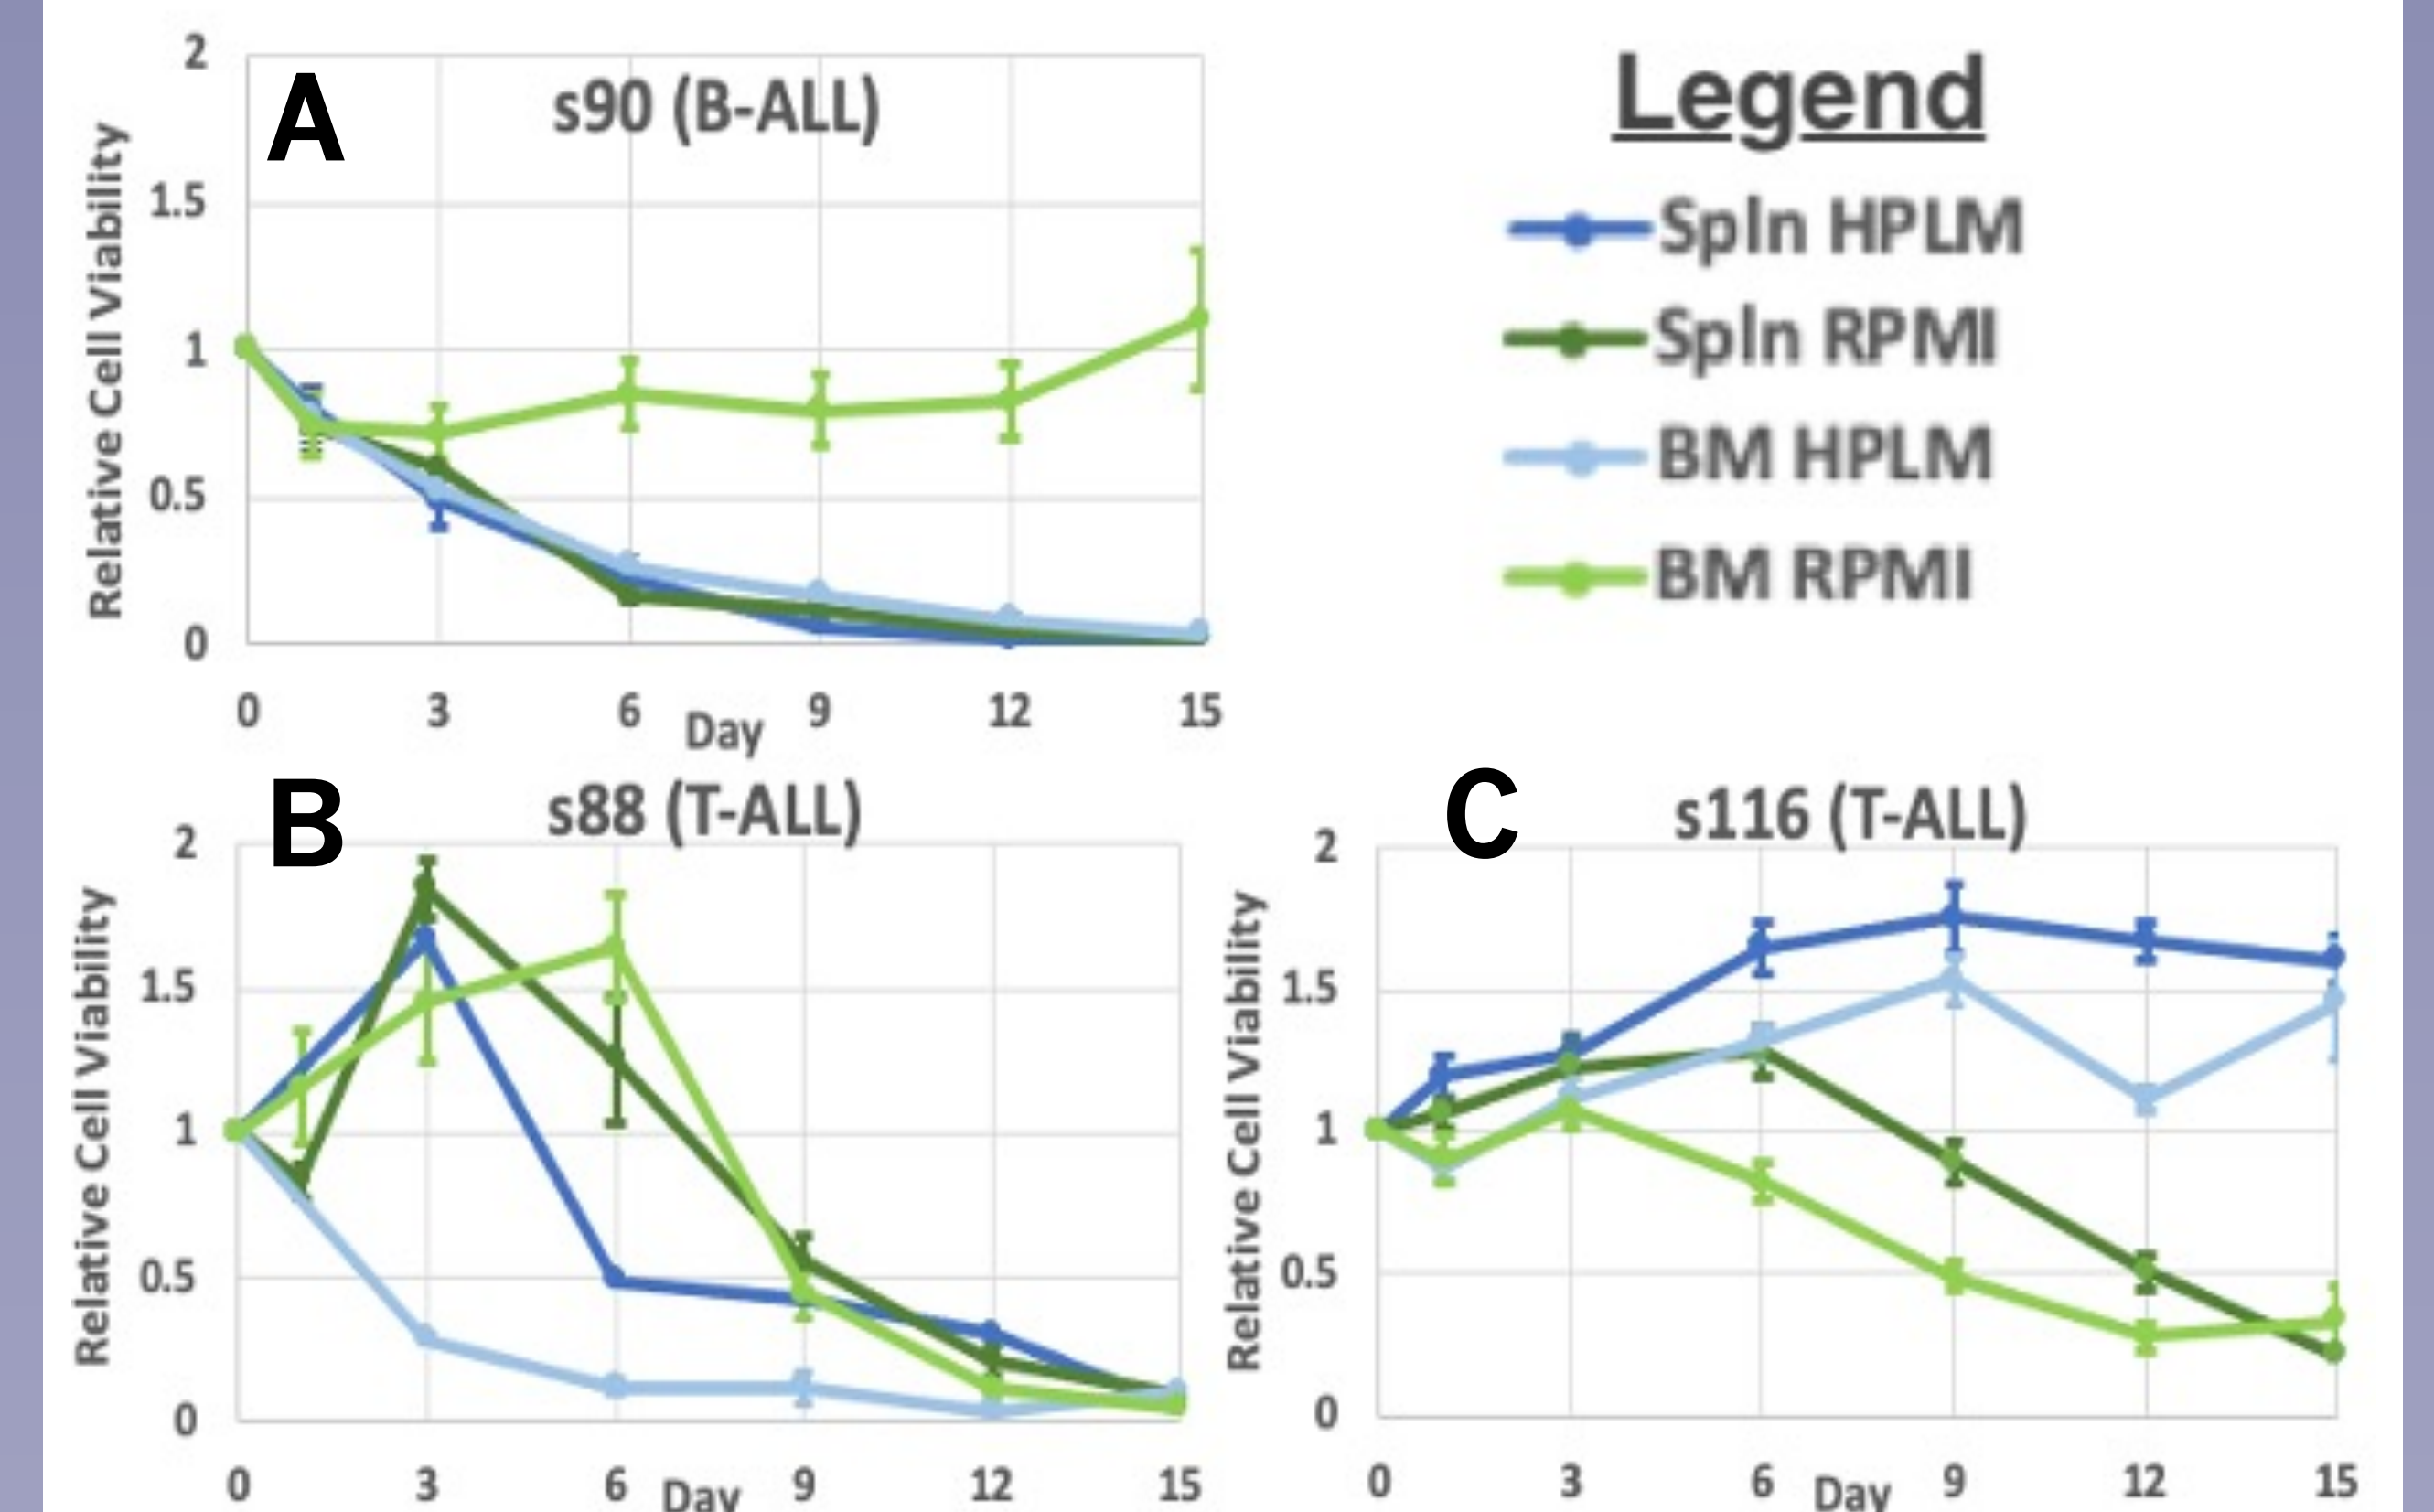 A
s90 (B-ALL)
Relative Cell Viability
2
1.5
1
0.5
0
0 3 6 9 12 15
Day
Legend
Spln HPLM
Spln RPMI
BM HPLM
BM RPMI
B
s88 (T-ALL)
Relative Cell Viability
2
1.5
1
0.5
0
0 3 6 9 12 15
Day
C
s116 (T-ALL)
Relative Cell Viability
2
1.5
1
0.5
0
0 3 6 9 12 15
Day